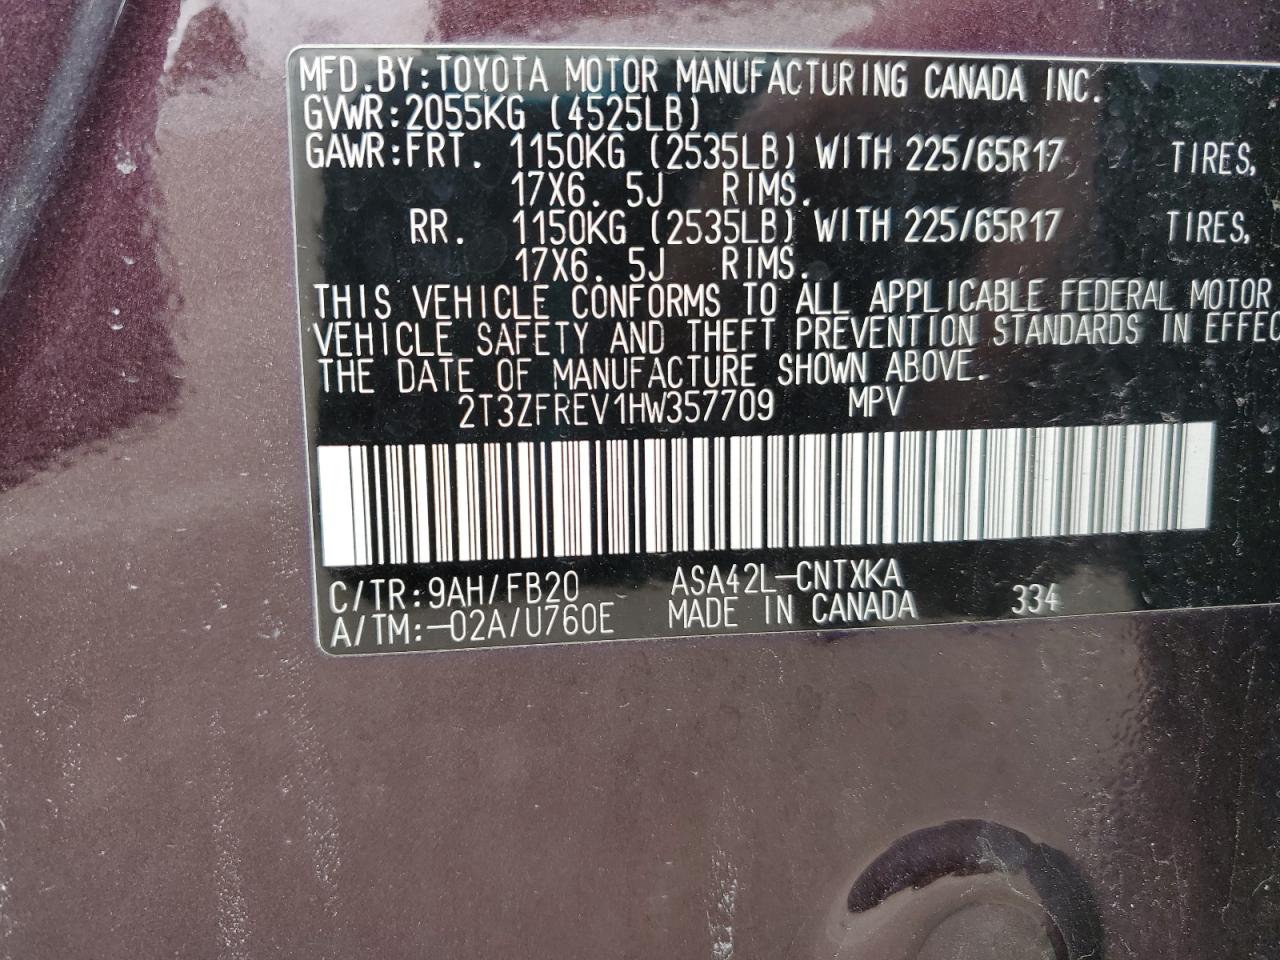 MFD.BY:TOYOTA MOTOR MANUFACTURING CANADA INC.
GVWR:2055KG (4525LB)
GAWR:FRT. 1150KG (2535LB) WITH 225/65R17 TIRES,
17X6. 5J RIMS.
RR. 1150KG (2535LB) WITH 225/65R17 TIRES,
17X6. 5J RIMS.
THIS VEHICLE CONFORMS TO ALL APPLICABLE FEDERAL MOTOR
VEHICLE SAFETY AND THEFT PREVENTION STANDARDS IN EFFEC
THE DATE OF MANUFACTURE SHOWN ABOVE.
2T3ZFREV1HW357709 MPV
C/TR:9AH/FB20 ASA42L-CNTXKA
A/TM:-02A/U760E MADE IN CANADA 334